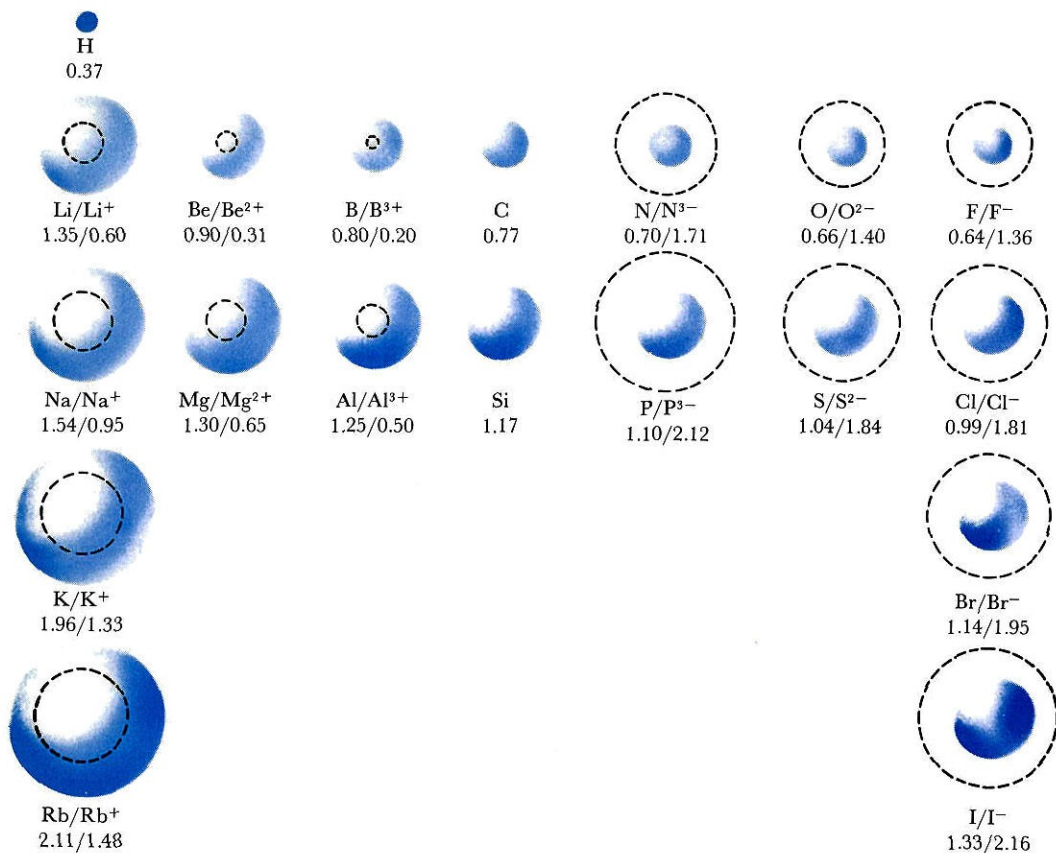 H
0.37
Li/Li⁺ Be/Be²⁺ B/B³⁺ C N/N³⁻ O/O²⁻ F/F⁻
1.35/0.60 0.90/0.31 0.80/0.20 0.77 0.70/1.71 0.66/1.40 0.64/1.36
Na/Na⁺ Mg/Mg²⁺ Al/Al³⁺ Si P/P³⁻ S/S²⁻ Cl/Cl⁻
1.54/0.95 1.30/0.65 1.25/0.50 1.17 1.10/2.12 1.04/1.84 0.99/1.81
K/K⁺ Br/Br⁻
1.96/1.33 1.14/1.95
Rb/Rb⁺ I/I⁻
2.11/1.48 1.33/2.16